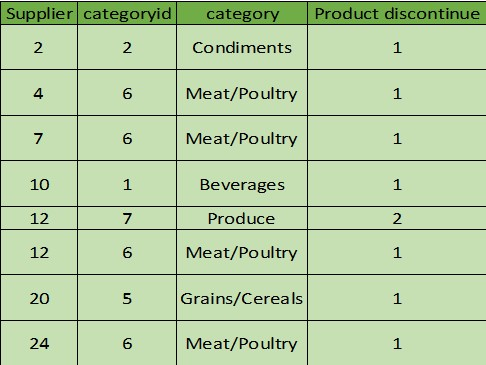 Supplier categoryid category Product discontinue
2 2 Condiments 1
4 6 Meat/Poultry 1
7 6 Meat/Poultry 1
10 1 Beverages 1
12 7 Produce 2
12 6 Meat/Poultry 1
20 5 Grains/Cereals 1
24 6 Meat/Poultry 1